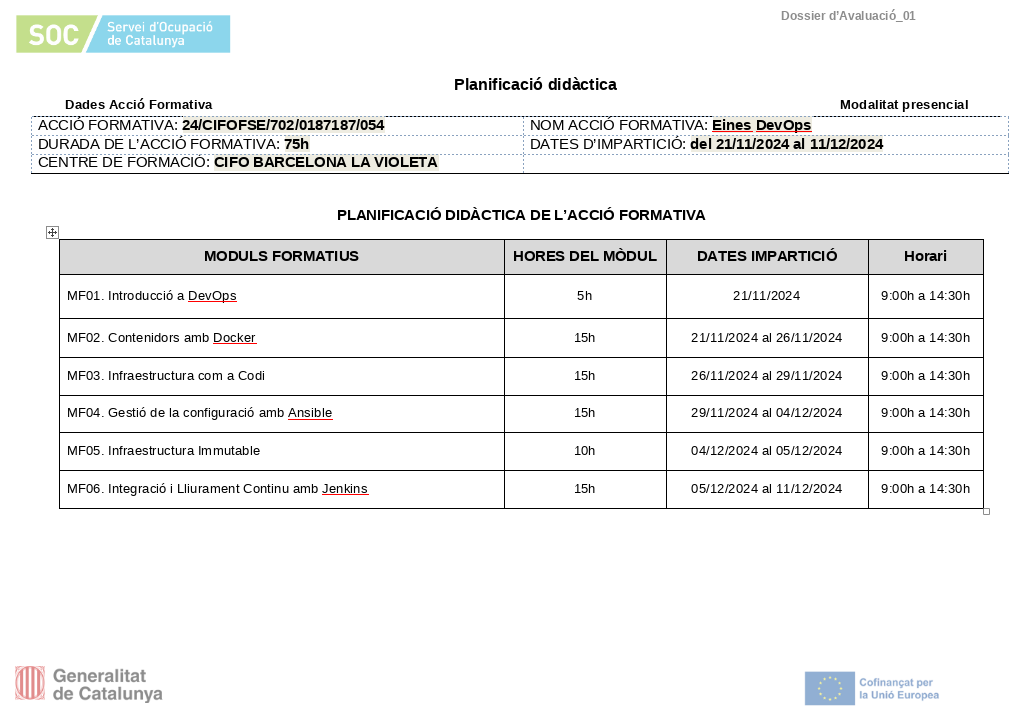 SOC Servei d'Ocupació
de Catalunya
Dossier d'Avaluació_01
Planificació didàctica
Dades Acció Formativa Modalitat presencial
ACCIÓ FORMATIVA: 24/CIFOFSE/702/0187187/054 NOM ACCIÓ FORMATIVA: Eines DevOps
DURADA DE L'ACCIÓ FORMATIVA: 75h DATES D'IMPARTICIÓ: del 21/11/2024 al 11/12/2024
CENTRE DE FORMACIÓ: CIFO BARCELONA LA VIOLETA
PLANIFICACIÓ DIDÀCTICA DE L'ACCIÓ FORMATIVA
MODULS FORMATIUS HORES DEL MÒDUL DATES IMPARTICIÓ Horari
MF01. Introducció a DevOps 5h 21/11/2024 9:00h a 14:30h
MF02. Contenidors amb Docker 15h 21/11/2024 al 26/11/2024 9:00h a 14:30h
MF03. Infraestructura com a Codi 15h 26/11/2024 al 29/11/2024 9:00h a 14:30h
MF04. Gestió de la configuració amb Ansible 15h 29/11/2024 al 04/12/2024 9:00h a 14:30h
MF05. Infraestructura Immutable 10h 04/12/2024 al 05/12/2024 9:00h a 14:30h
MF06. Integració i Lliurament Continu amb Jenkins 15h 05/12/2024 al 11/12/2024 9:00h a 14:30h
Generalitat
de Catalunya
Cofinançat per
la Unió Europea